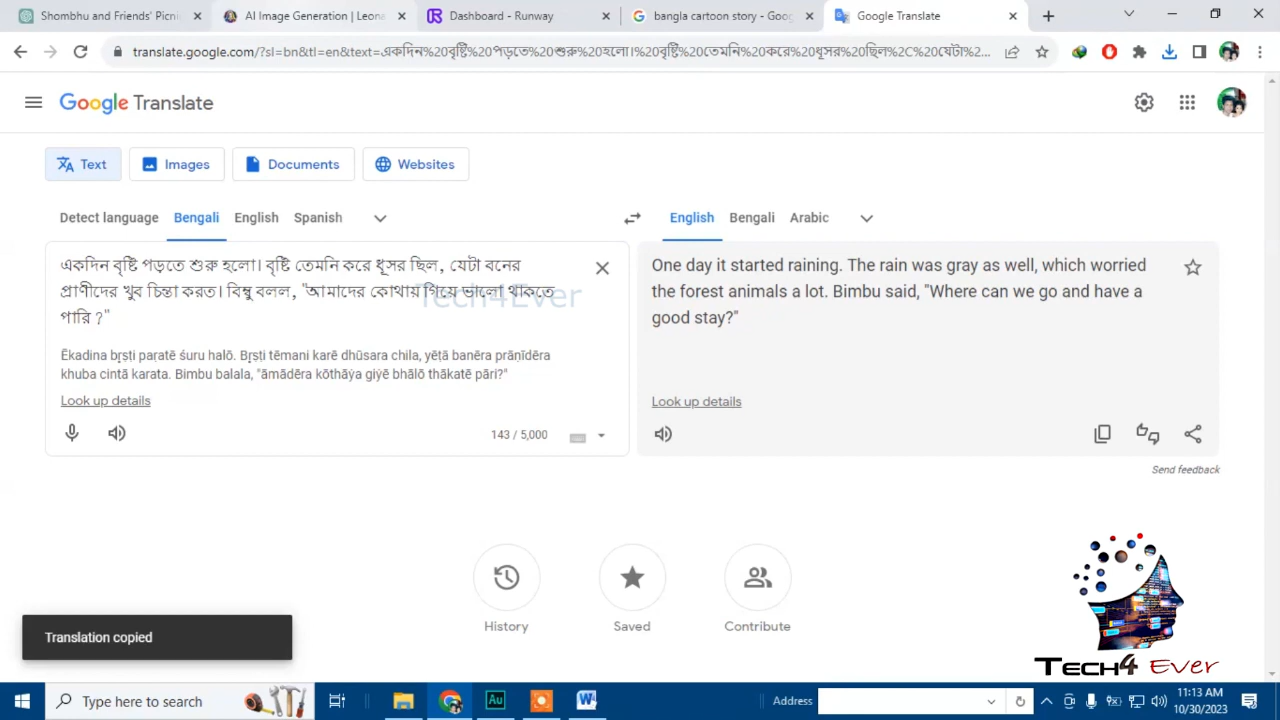 Shombhu and Friends' Picni
AI Image Generation | Leona
Dashboard - Runway
bangla cartoon story - Goog
Google Translate
translate.google.com/?sl=bn&tl=en&text=একদিন%20বৃষ্টি%20পড়তে%20শুরু%20হলো।%20বৃষ্টি%20তেমনি%20করে%20ধূসর%20ছিল%2C%20যেটা%2...
Google Translate
Text
Images
Documents
Websites
Detect language
Bengali
English
Spanish
English
Bengali
Arabic
একদিন বৃষ্টি পড়তে শুরু হলো। বৃষ্টি তেমনি করে ধূসর ছিল, যেটা বনের
প্রাণীদের খুব চিন্তা করত। বিম্বু বলল, "আমাদের কোথায় গিয়ে ভালো থাকতে
পারি ?"
Tech4Ever
Ēkadina br̥ṣṭi paṛatē śuru halō. Br̥ṣṭi tēmani karē dhūsara chila, yēṭā banēra prāṇīdēra
khuba cintā karata. Bimbu balala, "āmādēra kōthāẏa giẏē bhālō thākatē pāri?"
Look up details
143 / 5,000
One day it started raining. The rain was gray as well, which worried
the forest animals a lot. Bimbu said, "Where can we go and have a
good stay?"
Look up details
Send feedback
History
Saved
Contribute
Translation copied
Tech4 Ever
Type here to search
Au
W
Address
11:13 AM
10/30/2023